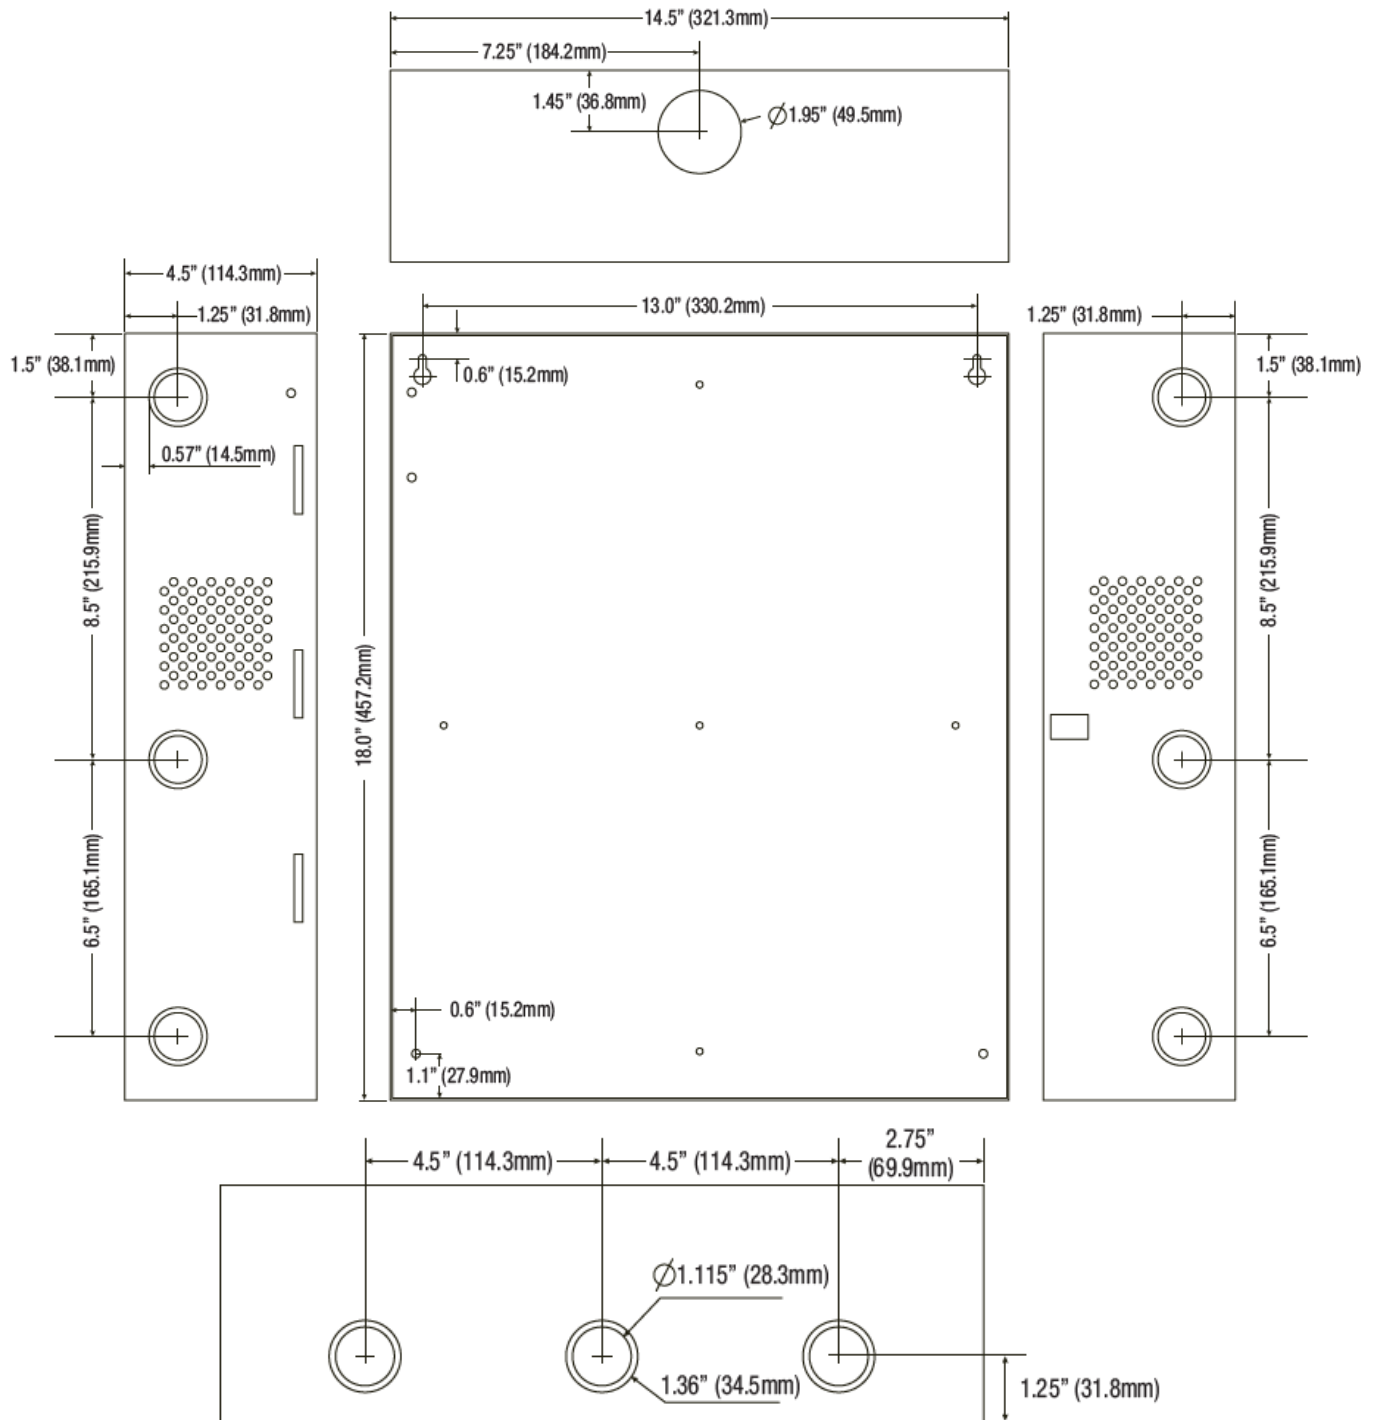 14.5” (321.3mm)
7.25” (184.2mm)
1.45” (36.8mm)
∅1.95” (49.5mm)
4.5” (114.3mm)
1.25” (31.8mm)
13.0” (330.2mm)
1.25” (31.8mm)
1.5” (38.1mm)
0.6” (15.2mm)
1.5” (38.1mm)
0.57” (14.5mm)
8.5” (215.9mm)
8.5” (215.9mm)
18.0” (457.2mm)
6.5” (165.1mm)
6.5” (165.1mm)
0.6” (15.2mm)
1.1” (27.9mm)
4.5” (114.3mm)
4.5” (114.3mm)
2.75”
(69.9mm)
∅1.115” (28.3mm)
1.36” (34.5mm)
1.25” (31.8mm)